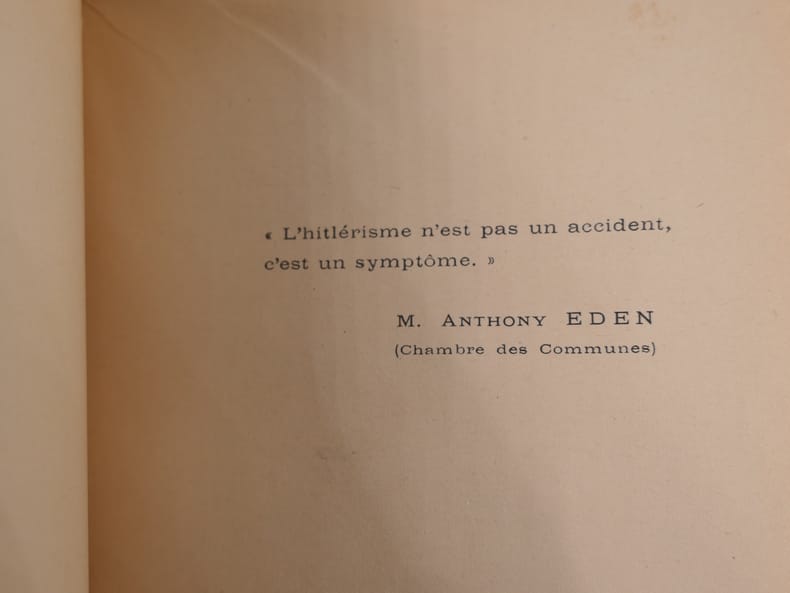 « L'hitlérisme n'est pas un accident,
c'est un symptôme. »
M. ANTHONY EDEN
(Chambre des Communes)